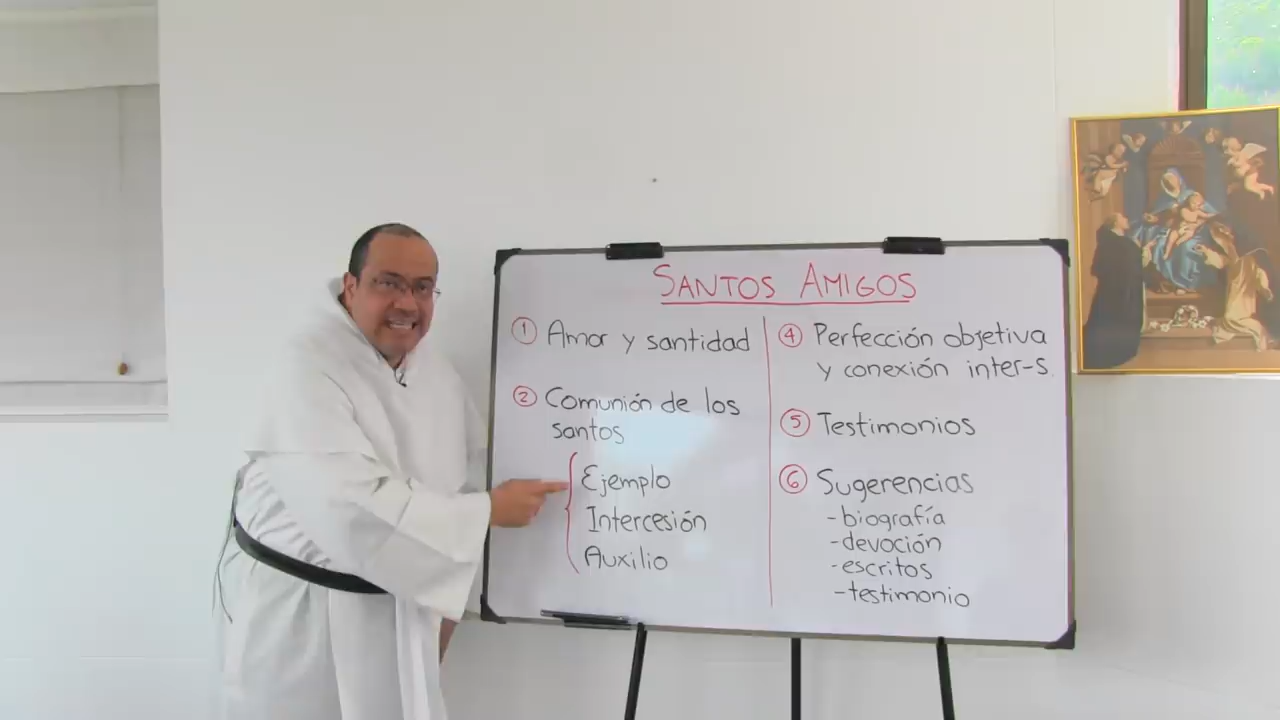 SANTOS AMIGOS
1 Amor y santidad
2 Comunión de los
santos
Ejemplo
Intercesión
Auxilio
4 Perfección objetiva
y conexión inter-s.
5 Testimonios
6 Sugerencias
-biografía
-devoción
-escritos
-testimonio